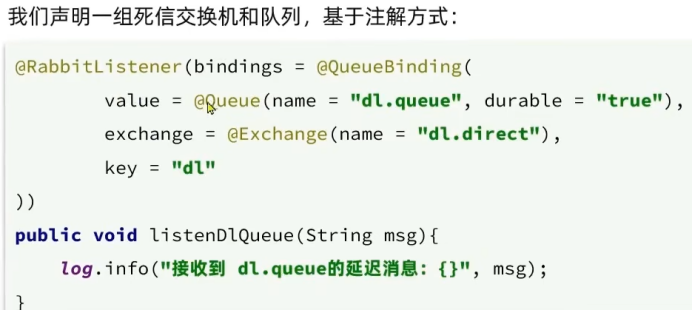 我们声明一组死信交换机和队列，基于注解方式：
@RabbitListener(bindings = @QueueBinding(
        value = @Queue(name = "dl.queue", durable = "true"),
        exchange = @Exchange(name = "dl.direct"),
        key = "dl"
))
public void listenDlQueue(String msg){
    log.info("接收到 dl.queue的延迟消息：{}", msg);
}